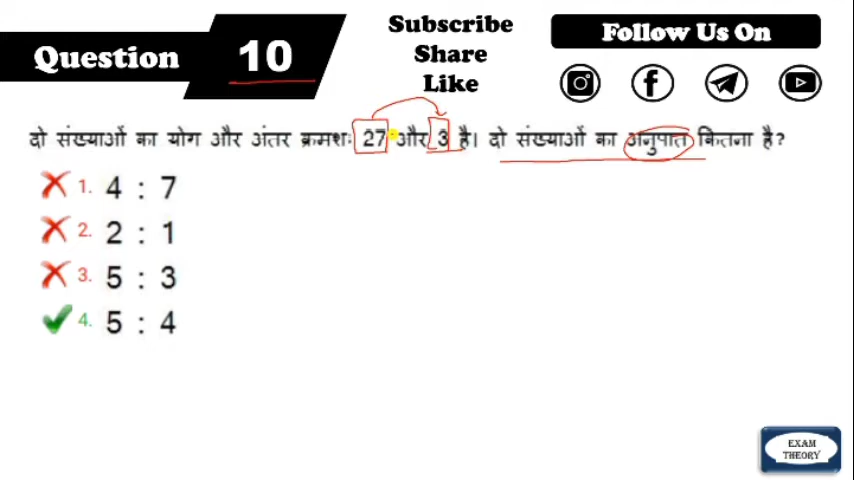 Question 10
Subscribe
Share
Like
Follow Us On
दो संख्याओं का योग और अंतर क्रमशः 27 और 3 है। दो संख्याओं का अनुपात कितना है?
1. 4 : 7
2. 2 : 1
3. 5 : 3
4. 5 : 4
EXAM
THEORY